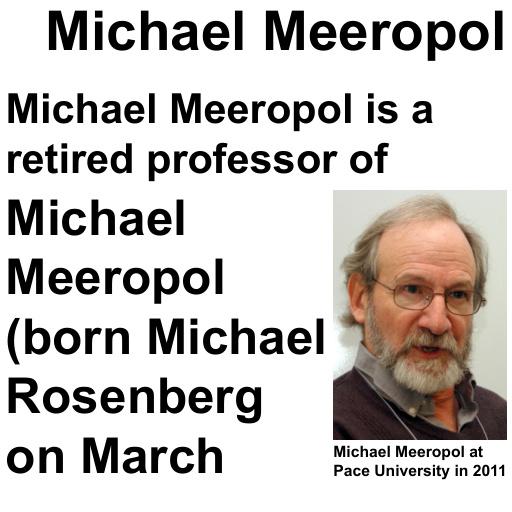 Michael Meeropol
Michael Meeropol is a
retired professor of
Michael
Meeropol
(born Michael
Rosenberg
on March
Michael Meeropol at
Pace University in 2011